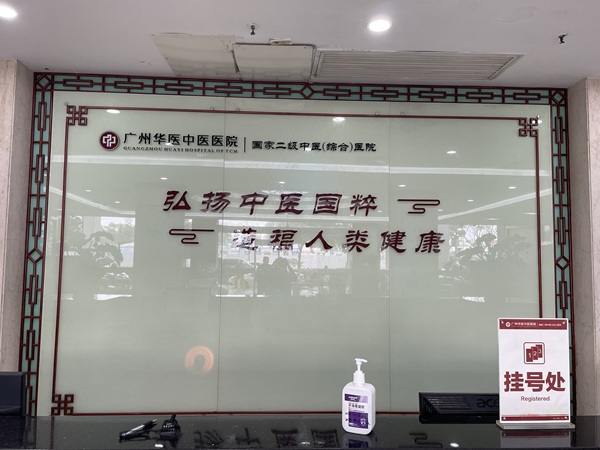 广州华医中医医院
GUANGZHOU HUAYI HOSPITAL OF TCM
国家二级中医(综合)医院
弘扬中医国粹
造福人类健康
挂号处
Registered